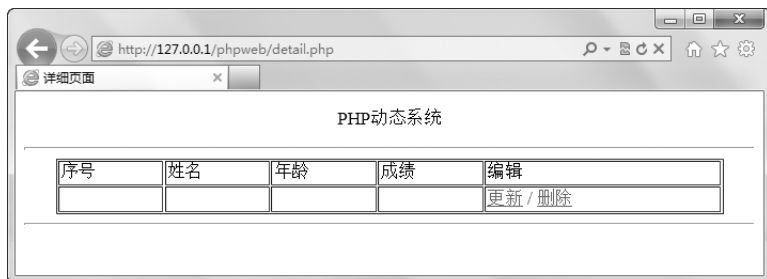 http://127.0.0.1/phpweb/detail.php
详细页面
PHP动态系统
序号 姓名 年龄 成绩 编辑
更新 / 删除